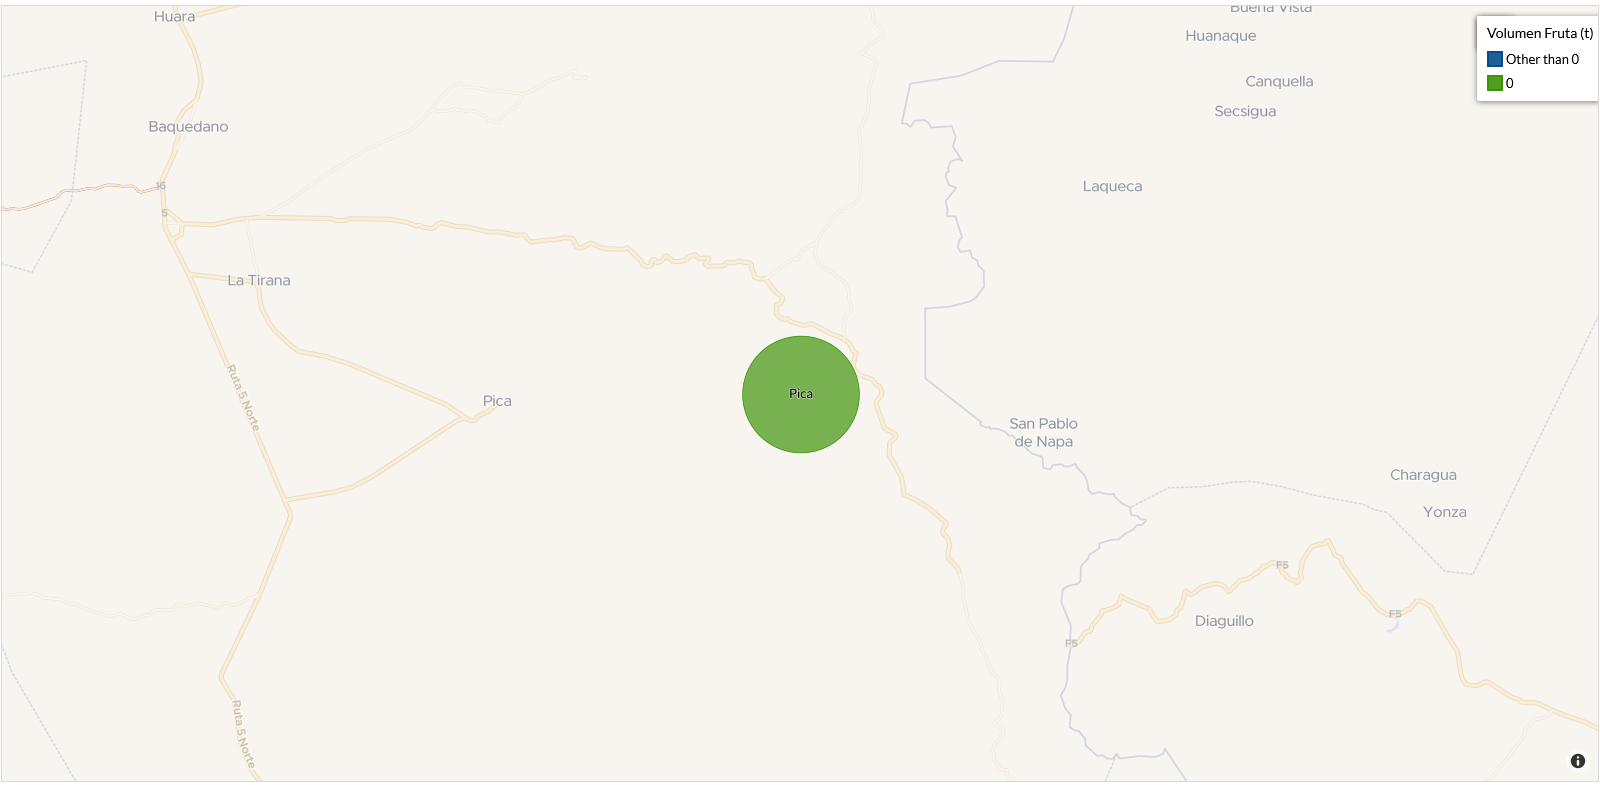 Huara
Buena Vista
Huanaque
Volumen Fruta (t)
Other than 0
0
Canquella
Secsigua
Baquedano
Laqueca
16
5
La Tirana
Ruta 5 Norte
Pica
Pica
San Pablo
de Napa
Charagua
Yonza
F5
F5
Diaguillo
F5
Ruta 5 Norte